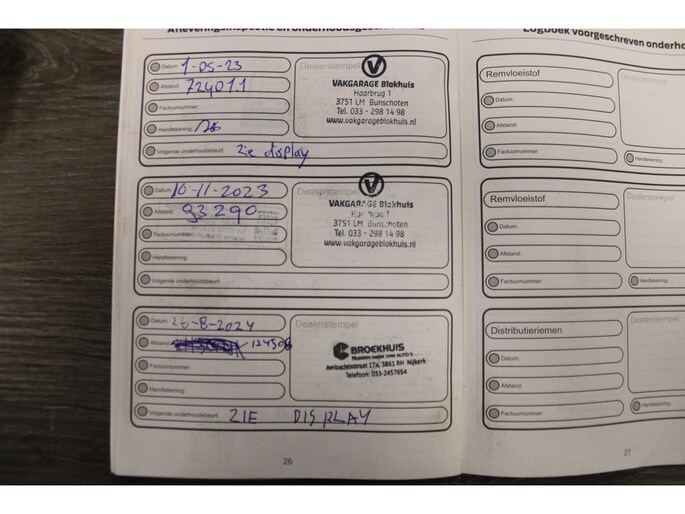 Afleveringsinspectie en onderhoudsgeschiedenis
Datum: 1-05-23
Afstand: 72401.1
Factuurnummer:
Handtekening:
Volgende onderhoudsbeurt: zie display
Dealerstempel
VAKGARAGE Blokhuis
Haarbrug 1
3751 LM Bunschoten
Tel. 033 - 298 14 98
www.vakgarageblokhuis.nl
Datum: 10-11-2023
Afstand: 93290
Factuurnummer:
Handtekening:
Volgende onderhoudsbeurt:
Dealerstempel
VAKGARAGE Blokhuis
Haarbrug 1
3751 LM Bunschoten
Tel. 033 - 298 14 98
www.vakgarageblokhuis.nl
Datum: 26-8-2024
Afstand: 124508
Factuurnummer:
Handtekening:
Volgende onderhoudsbeurt: ZIE DISPLAY
Dealerstempel
BROEKHUIS
Ambachtsstraat 17a, 3861 RH Nijkerk
Telefoon: 033-2457654
26
Logboek voorgeschreven onderho
Remvloeistof
Datum:
Afstand:
Factuurnummer:
Handtekening:
Remvloeistof
Datum:
Afstand:
Factuurnummer:
Handtekening:
Distributieriemen
Datum:
Afstand:
Factuurnummer:
Handtekening:
27